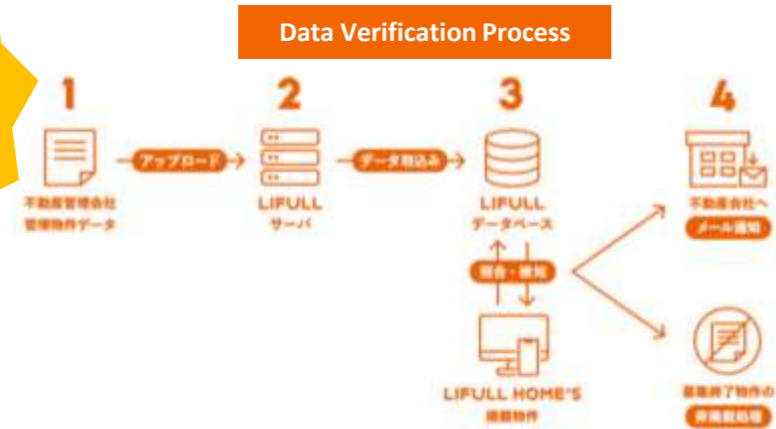 Data Verification Process
1
2
3
4
アップロード
データ取込み
不動産管理会社
管理物件データ
LIFULL
サーバ
LIFULL
データベース
不動産会社へ
メール通知
照合・検知
LIFULL HOME'S
掲載物件
募集終了物件の
非掲載処理